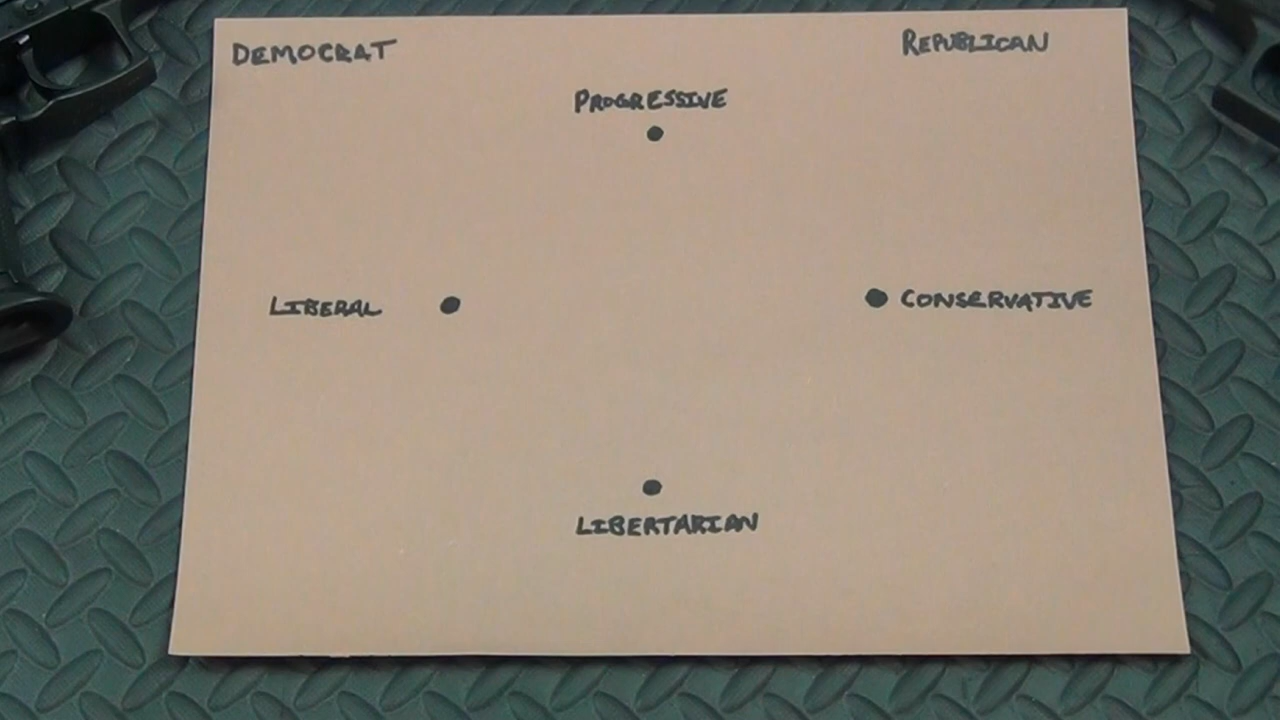 DEMOCRAT
REPUBLICAN
PROGRESSIVE
LIBERAL
CONSERVATIVE
LIBERTARIAN